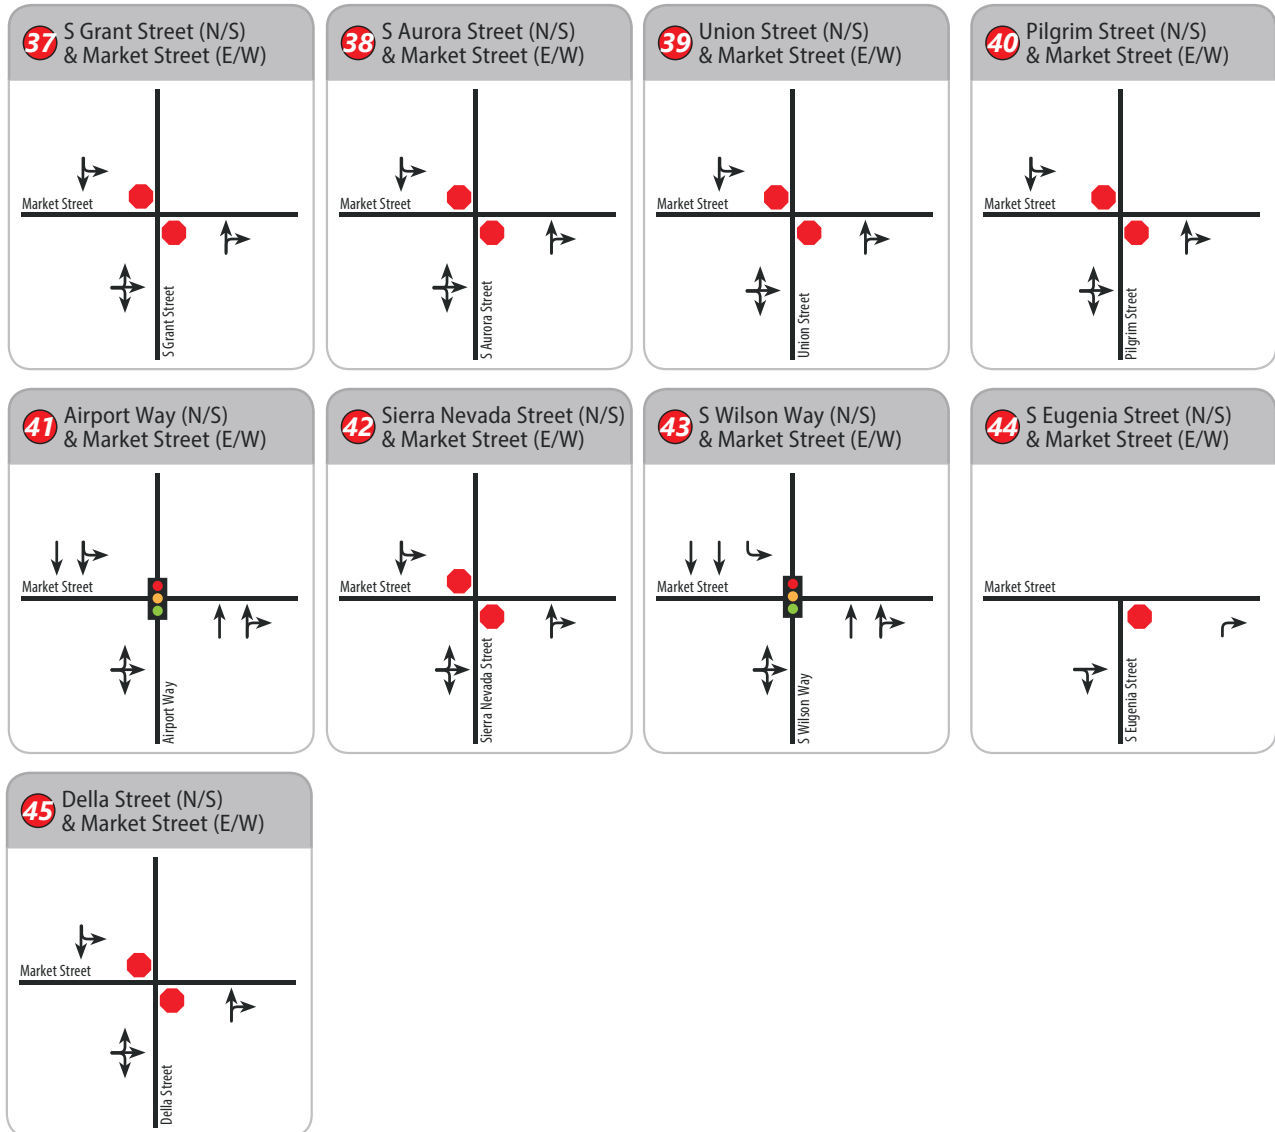 37 S Grant Street (N/S)
& Market Street (E/W)
Market Street
S Grant Street
38 S Aurora Street (N/S)
& Market Street (E/W)
Market Street
S Aurora Street
39 Union Street (N/S)
& Market Street (E/W)
Market Street
Union Street
40 Pilgrim Street (N/S)
& Market Street (E/W)
Market Street
Pilgrim Street
41 Airport Way (N/S)
& Market Street (E/W)
Market Street
Airport Way
42 Sierra Nevada Street (N/S)
& Market Street (E/W)
Market Street
Sierra Nevada Street
43 S Wilson Way (N/S)
& Market Street (E/W)
Market Street
S Wilson Way
44 S Eugenia Street (N/S)
& Market Street (E/W)
Market Street
S Eugenia Street
45 Della Street (N/S)
& Market Street (E/W)
Market Street
Della Street